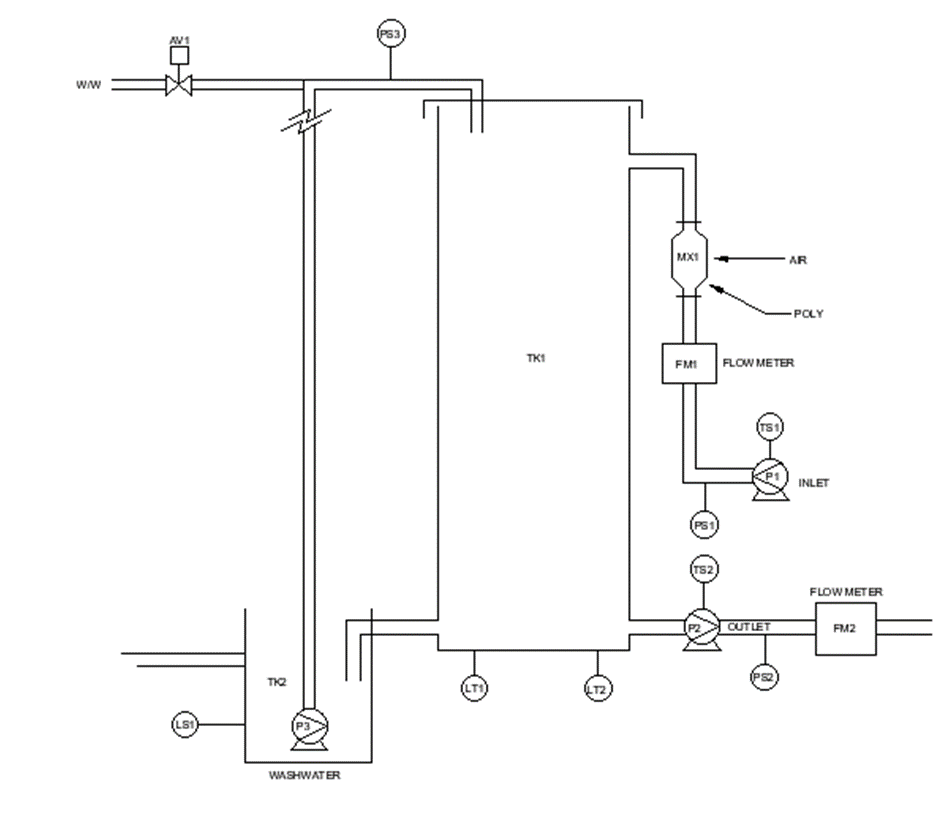 PS3
AV1
W/W
MX1
AIR
POLY
TK1
FM1
FLOW METER
TS1
P1
INLET
PS1
TS2
FLOW METER
P2
OUTLET
FM2
TK2
PS2
LT1
LT2
LS1
P3
WASHWATER